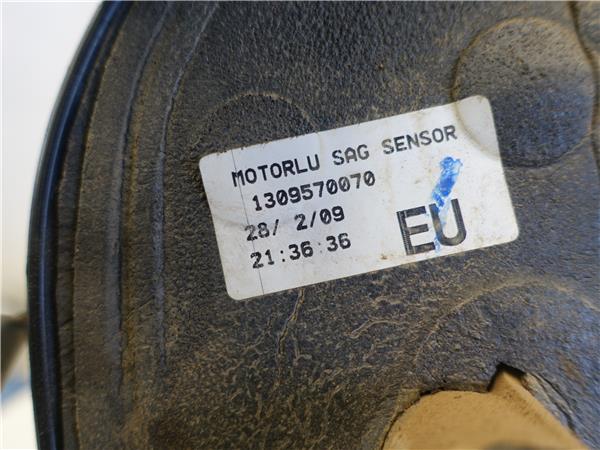 MOTORLU SAG SENSOR
1309570070
28/ 2/09
21:36:36
EU